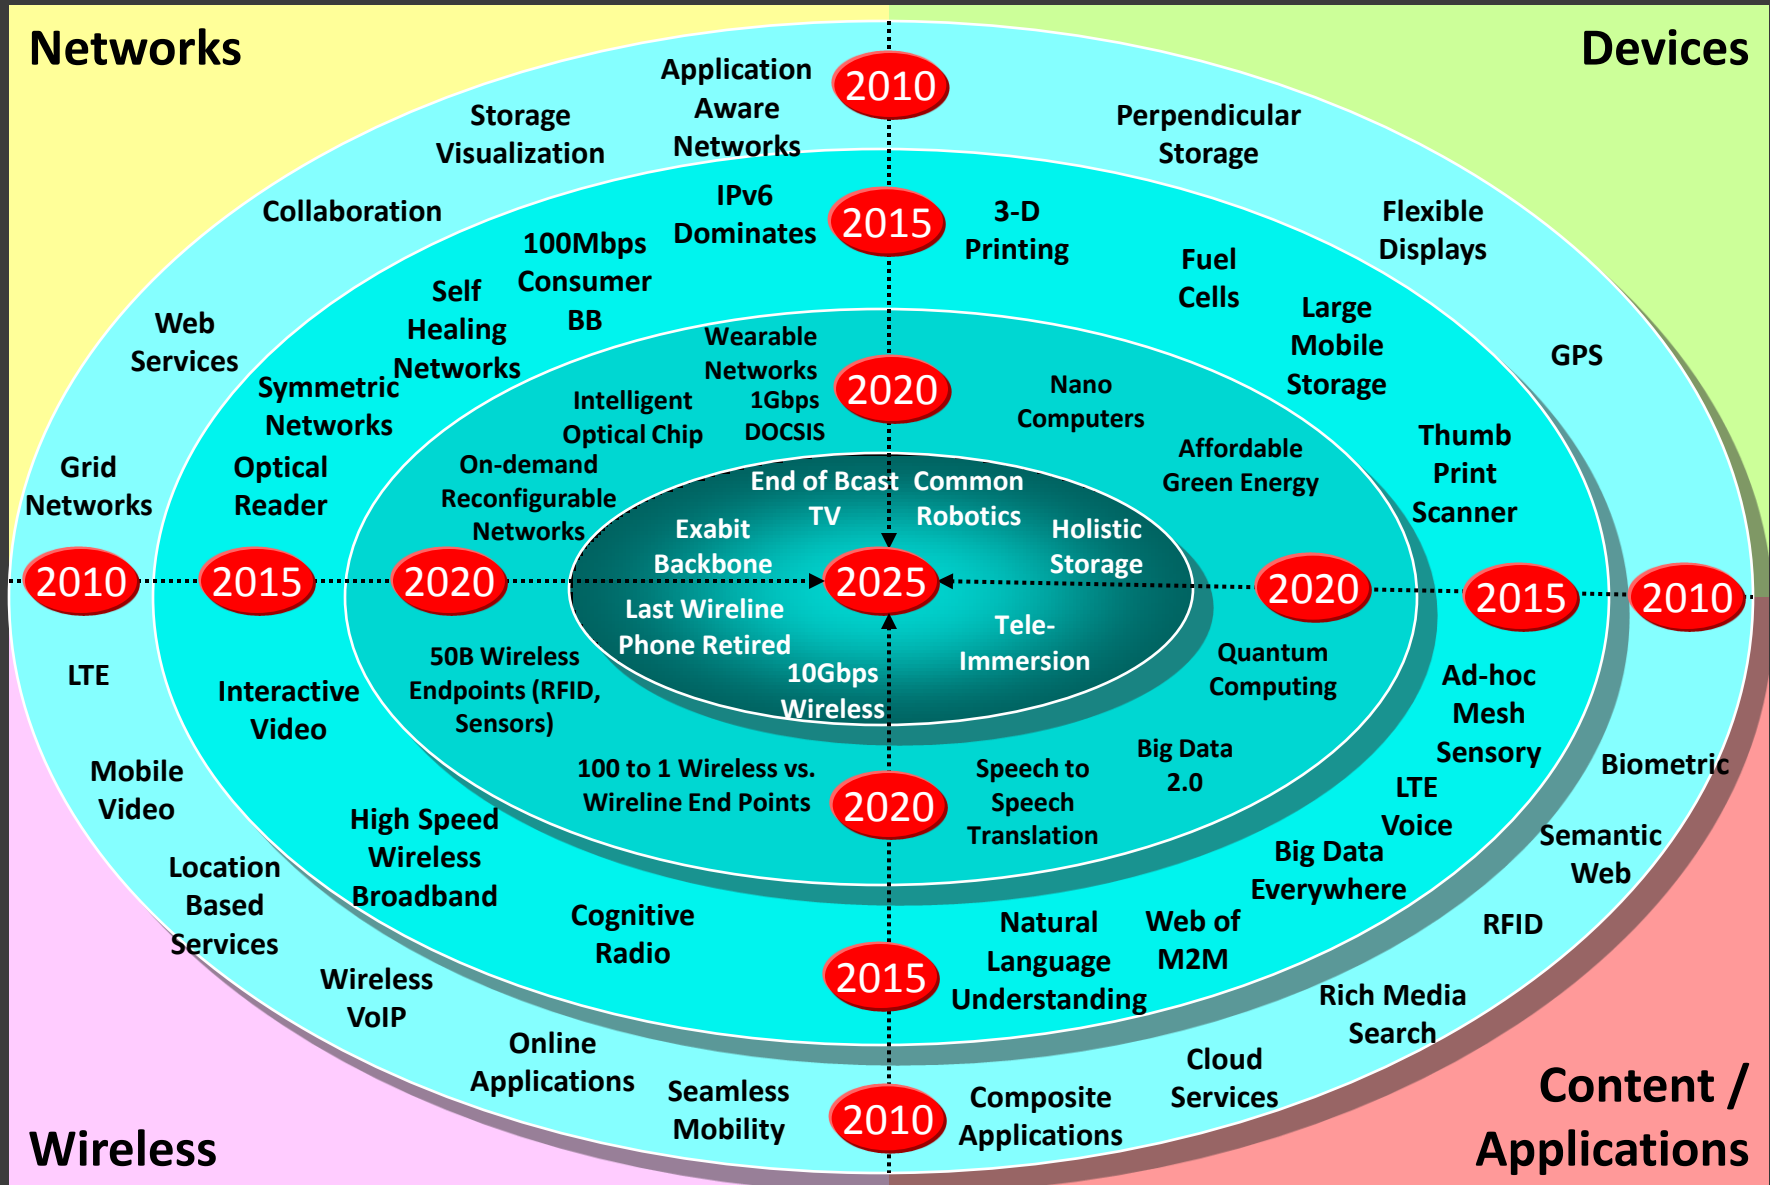 Networks
Devices
2010
Application
Aware
Networks
Storage
Visualization
Collaboration
Web
Services
Grid
Networks
Perpendicular
Storage
Flexible
Displays
GPS
2015
IPv6
Dominates
100Mbps
Consumer
BB
Self
Healing
Networks
Symmetric
Networks
Optical
Reader
3-D
Printing
Fuel
Cells
Large
Mobile
Storage
Thumb
Print
Scanner
2020
Wearable
Networks
1Gbps
DOCSIS
Intelligent
Optical Chip
On-demand
Reconfigurable
Networks
Nano
Computers
Affordable
Green Energy
End of Bcast
TV
Common
Robotics
Exabit
Backbone
Holistic
Storage
2010
2015
2020
2025
2020
2015
2010
Last Wireline
Phone Retired
10Gbps
Wireless
Tele-
Immersion
50B Wireless
Endpoints (RFID,
Sensors)
100 to 1 Wireless vs.
Wireline End Points
2020
Quantum
Computing
Big Data
2.0
Speech to
Speech
Translation
Interactive
Video
High Speed
Wireless
Broadband
Cognitive
Radio
2015
Ad-hoc
Mesh
Sensory
LTE
Voice
Big Data
Everywhere
Web of
M2M
Natural
Language
Understanding
LTE
Mobile
Video
Location
Based
Services
Wireless
VoIP
Online
Applications
Seamless
Mobility
2010
Biometric
Semantic
Web
RFID
Rich Media
Search
Cloud
Services
Composite
Applications
Wireless
Content /
Applications